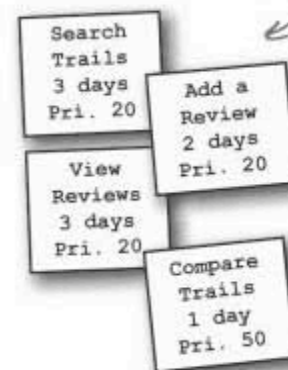 Search
Trails
3 days
Pri. 20
Add a
Review
2 days
Pri. 20
View
Reviews
3 days
Pri. 20
Compare
Trails
1 day
Pri. 50